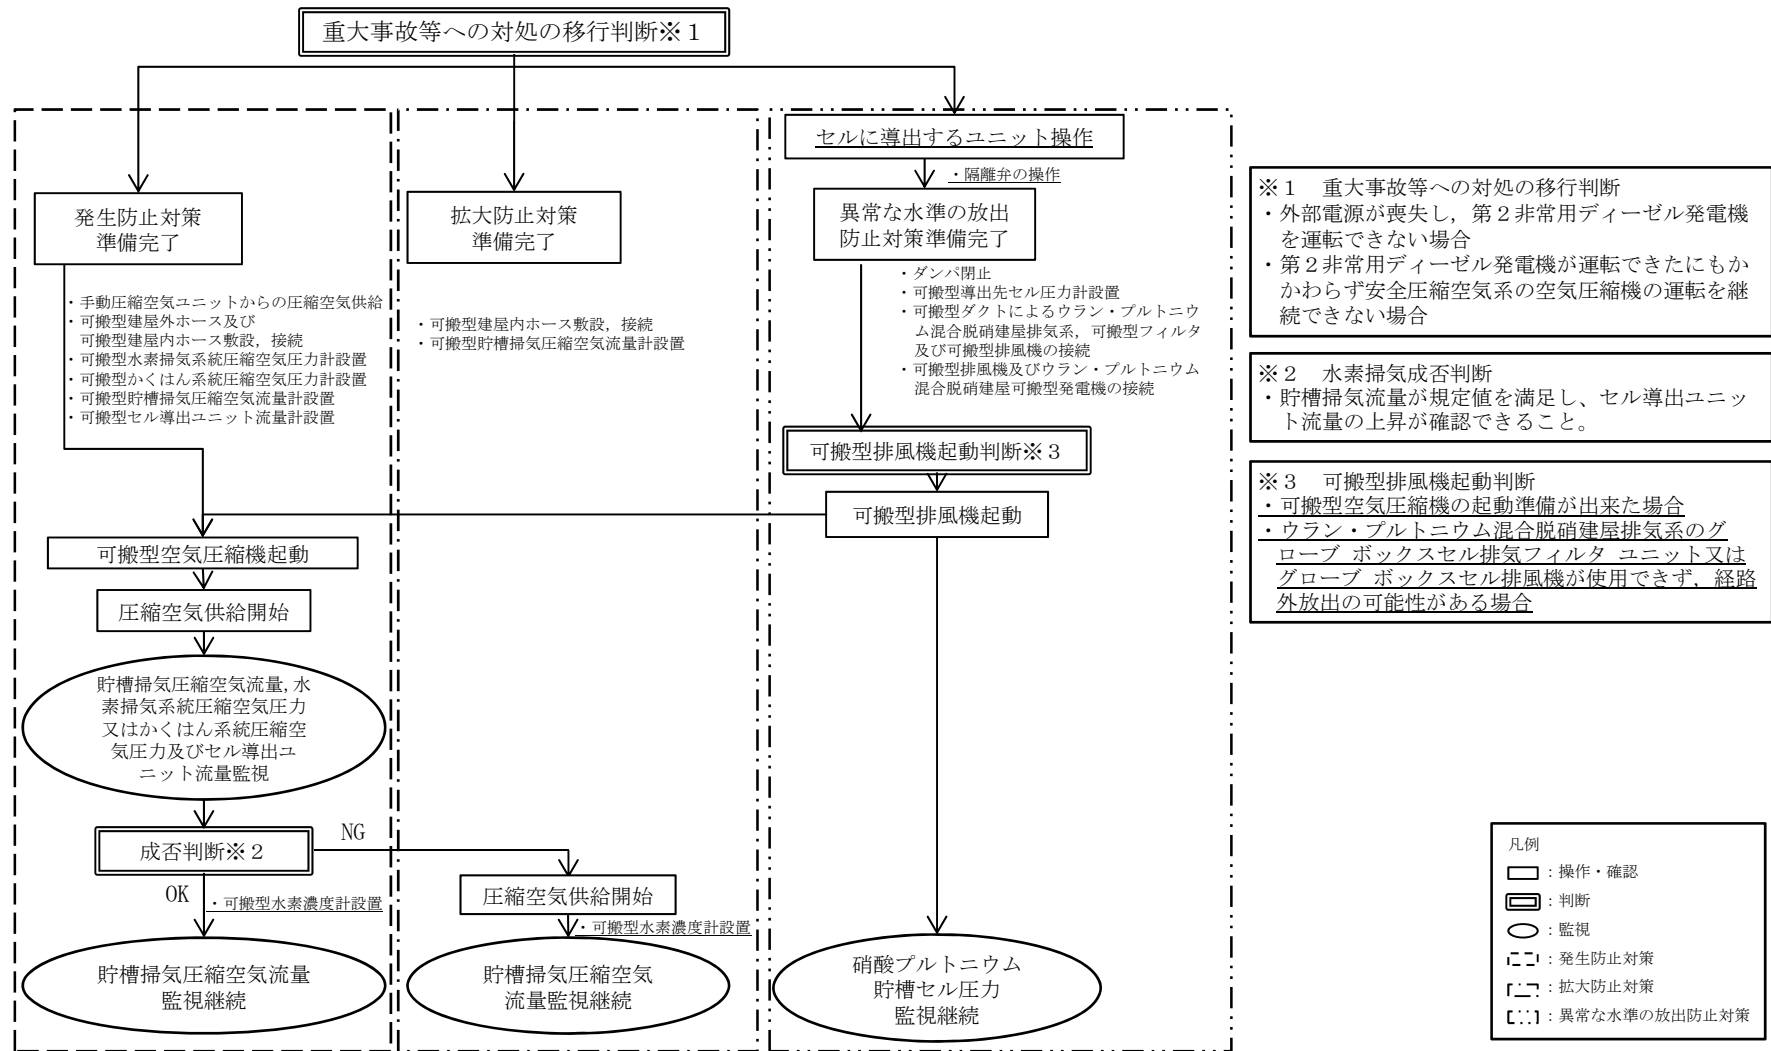 重大事故等への対処の移行判断※1
発生防止対策
準備完了
・手動圧縮空気ユニットからの圧縮空気供給
・可搬型建屋外ホース及び
可搬型建屋内ホース敷設，接続
・可搬型水素掃気系統圧縮空気圧力計設置
・可搬型かくはん系統圧縮空気圧力計設置
・可搬型貯槽掃気圧縮空気流量計設置
・可搬型セル導出ユニット流量計設置
可搬型空気圧縮機起動
圧縮空気供給開始
貯槽掃気圧縮空気流量,水
素掃気系統圧縮空気圧力
又はかくはん系統圧縮空
気圧力及びセル導出ユ
ニット流量監視
成否判断※2
NG
OK
・可搬型水素濃度計設置
貯槽掃気圧縮空気流量
監視継続
拡大防止対策
準備完了
・可搬型建屋内ホース敷設，接続
・可搬型貯槽掃気圧縮空気流量計設置
圧縮空気供給開始
・可搬型水素濃度計設置
貯槽掃気圧縮空気
流量監視継続
セルに導出するユニット操作
・隔離弁の操作
異常な水準の放出
防止対策準備完了
・ダンパ閉止
・可搬型導出先セル圧力計設置
・可搬型ダクトによるウラン・プルトニウ
ム混合脱硝建屋排気系，可搬型フィルタ
及び可搬型排風機の接続
・可搬型排風機及びウラン・プルトニウム
混合脱硝建屋可搬型発電機の接続
可搬型排風機起動判断※3
可搬型排風機起動
硝酸プルトニウム
貯槽セル圧力
監視継続
※1　重大事故等への対処の移行判断
・外部電源が喪失し，第2非常用ディーゼル発電機
を運転できない場合
・第2非常用ディーゼル発電機が運転できたにもか
かわらず安全圧縮空気系の空気圧縮機の運転を継
続できない場合
※2　水素掃気成否判断
・貯槽掃気流量が規定値を満足し、セル導出ユニッ
ト流量の上昇が確認できること。
※3　可搬型排風機起動判断
・可搬型空気圧縮機の起動準備が出来た場合
・ウラン・プルトニウム混合脱硝建屋排気系のグ
ローブ ボックスセル排気フィルタ ユニット又は
グローブ ボックスセル排風機が使用できず，経路
外放出の可能性がある場合
凡例
：操作・確認
：判断
：監視
：発生防止対策
：拡大防止対策
：異常な水準の放出防止対策